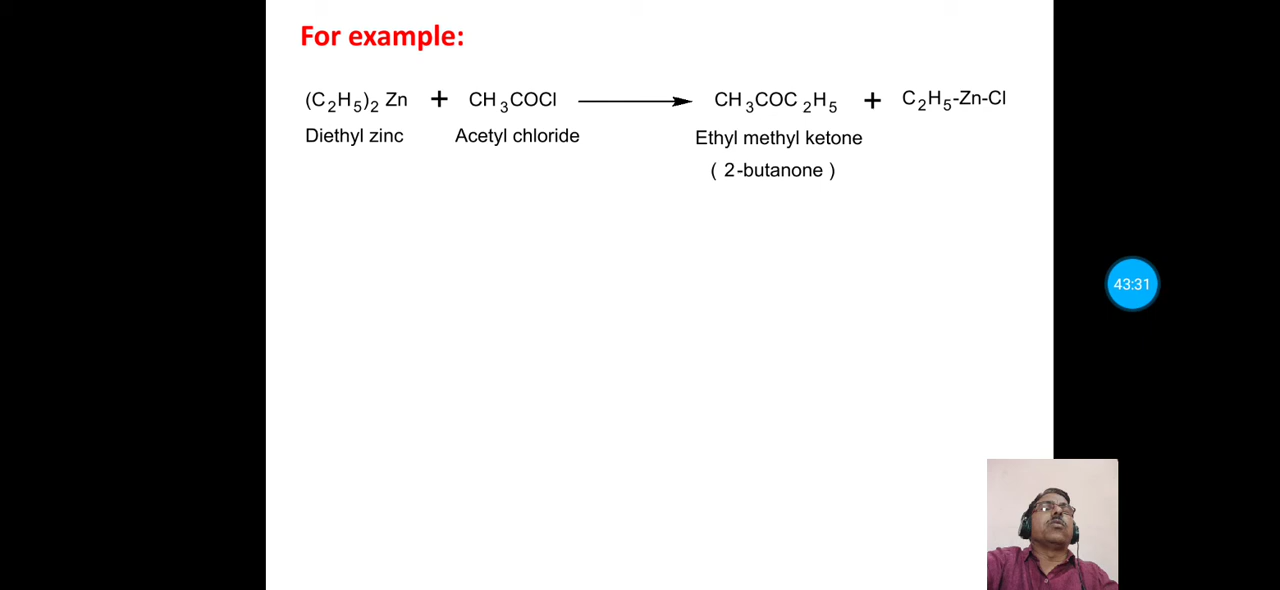 For example:
(C2H5)2 Zn + CH3COCl → CH3COC2H5 + C2H5-Zn-Cl
Diethyl zinc Acetyl chloride Ethyl methyl ketone
( 2-butanone )
43:31